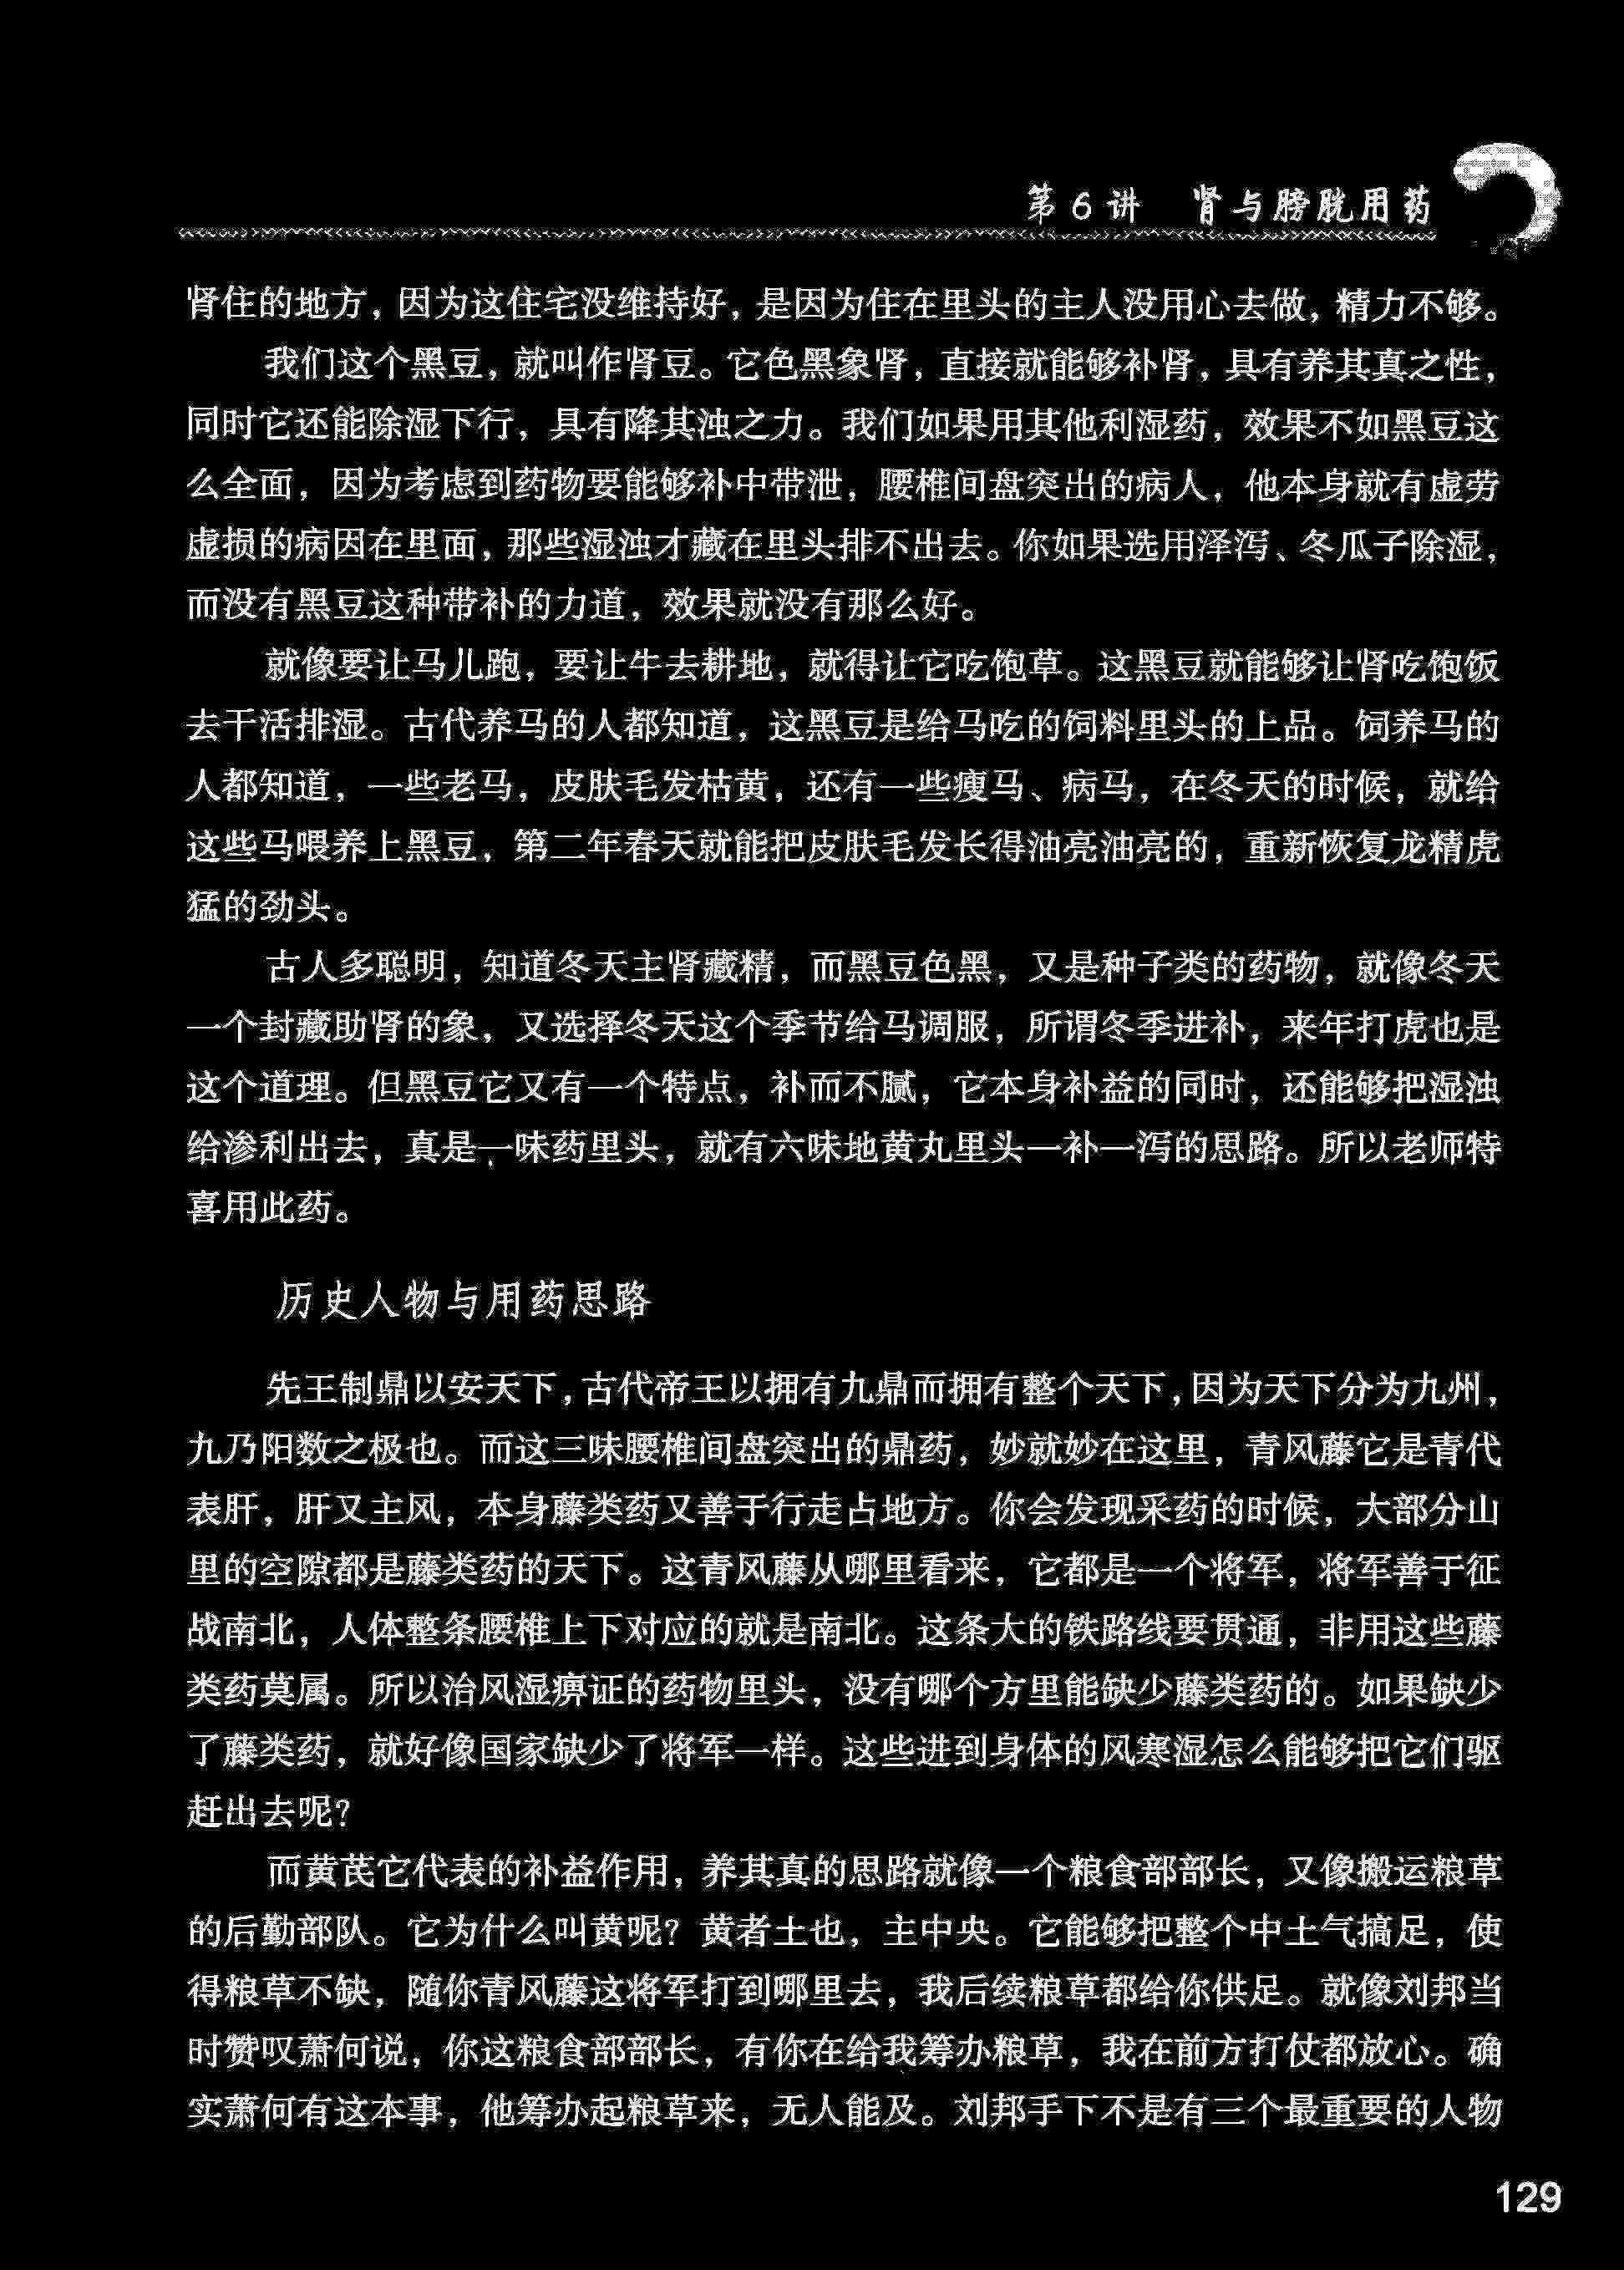 第6讲 肾与膀胱用药
肾住的地方，因为这住宅没维持好，是因为住在里头的主人没用心去做，精力不够。
我们这个黑豆，就叫作肾豆。它色黑象肾，直接就能够补肾，具有养其真之性，
同时它还能除湿下行，具有降其浊之力。我们如果用其他利湿药，效果不如黑豆这
么全面，因为考虑到药物要能够补中带泄，腰椎间盘突出的病人，他本身就有虚劳
虚损的病因在里面，那些湿浊才藏在里头排不出去。你如果选用泽泻、冬瓜子除湿，
而没有黑豆这种带补的力道，效果就没有那么好。
就像要让马儿跑，要让牛去耕地，就得让它吃饱草。这黑豆就能够让肾吃饱饭
去干活排湿。古代养马的人都知道，这黑豆是给马吃的饲料里头的上品。饲养马的
人都知道，一些老马，皮肤毛发枯黄，还有一些瘦马、病马，在冬天的时候，就给
这些马喂养上黑豆，第二年春天就能把皮肤毛发长得油亮油亮的，重新恢复龙精虎
猛的劲头。
古人多聪明，知道冬天主肾藏精，而黑豆色黑，又是种子类的药物，就像冬天
一个封藏助肾的象，又选择冬天这个季节给马调服，所谓冬季进补，来年打虎也是
这个道理。但黑豆它又有一个特点，补而不腻，它本身补益的同时，还能够把湿浊
给渗利出去，真是一味药里头，就有六味地黄丸里头一补一泻的思路。所以老师特
喜用此药。
历史人物与用药思路
先王制鼎以安天下，古代帝王以拥有九鼎而拥有整个天下，因为天下分为九州，
九乃阳数之极也。而这三味腰椎间盘突出的鼎药，妙就妙在这里，青风藤它是青代
表肝，肝又主风，本身藤类药又善于行走占地方。你会发现采药的时候，大部分山
里的空隙都是藤类药的天下。这青风藤从哪里看来，它都是一个将军，将军善于征
战南北，人体整条腰椎上下对应的就是南北。这条大的铁路线要贯通，非用这些藤
类药莫属。所以治风湿痹证的药物里头，没有哪个方里能缺少藤类药的。如果缺少
了藤类药，就好像国家缺少了将军一样。这些进到身体的风寒湿怎么能够把它们驱
赶出去呢？
而黄芪它代表的补益作用，养其真的思路就像一个粮食部部长，又像搬运粮草
的后勤部队。它为什么叫黄呢？黄者土也，主中央。它能够把整个中土气搞足，使
得粮草不缺，随你青风藤这将军打到哪里去，我后续粮草都给你供足。就像刘邦当
时赞叹萧何说，你这粮食部部长，有你在给我筹办粮草，我在前方打仗都放心。确
实萧何有这本事，他筹办起粮草来，无人能及。刘邦手下不是有三个最重要的人物
129